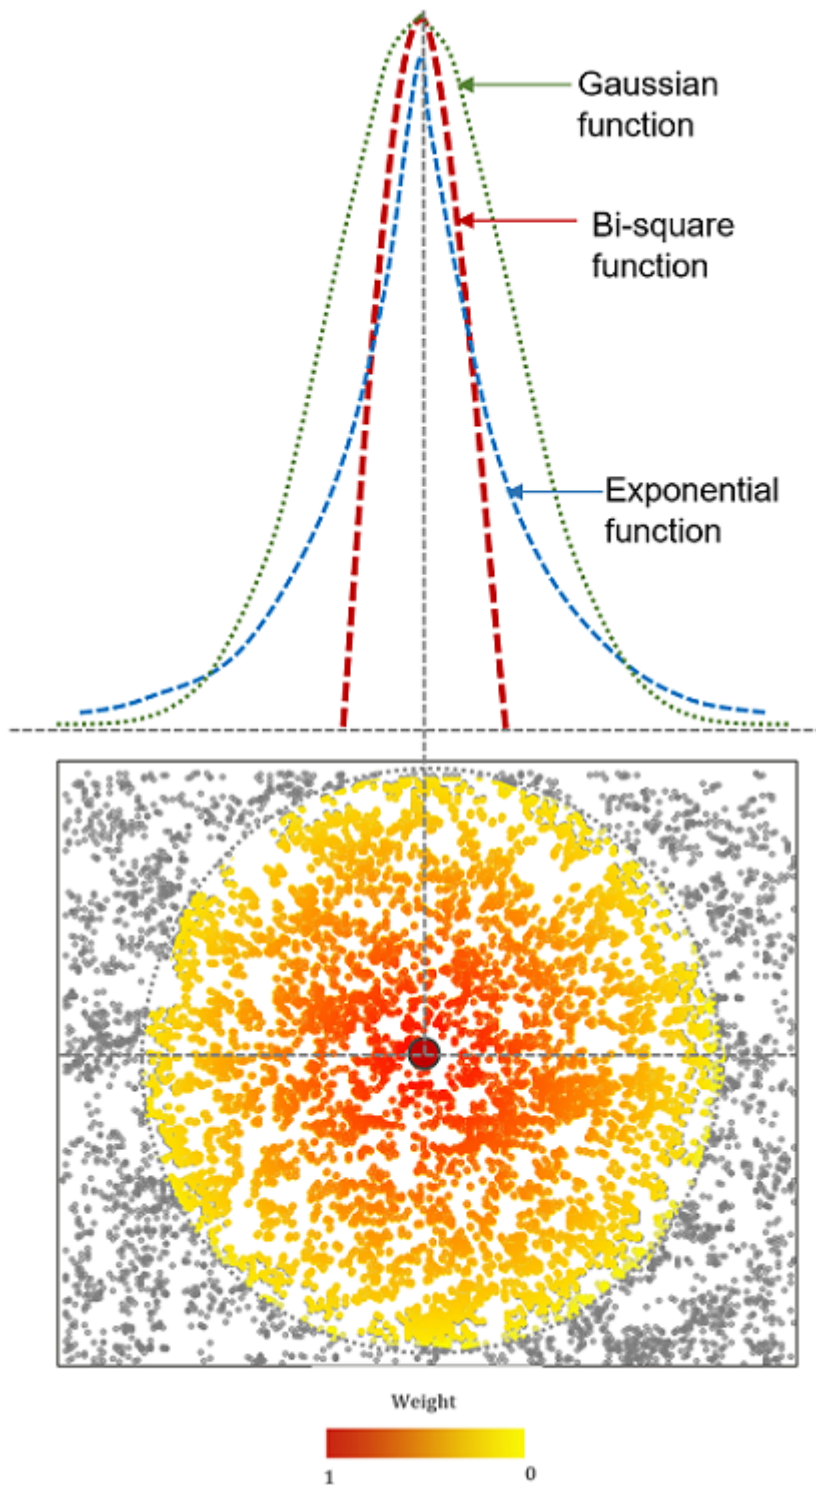 Gaussian
function
Bi-square
function
Exponential
function
Weight
1
0